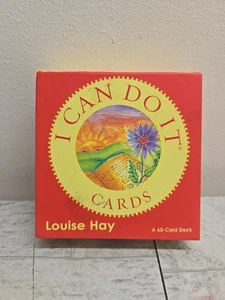 I CAN DO IT®
CARDS
Louise Hay
A 60-Card Deck